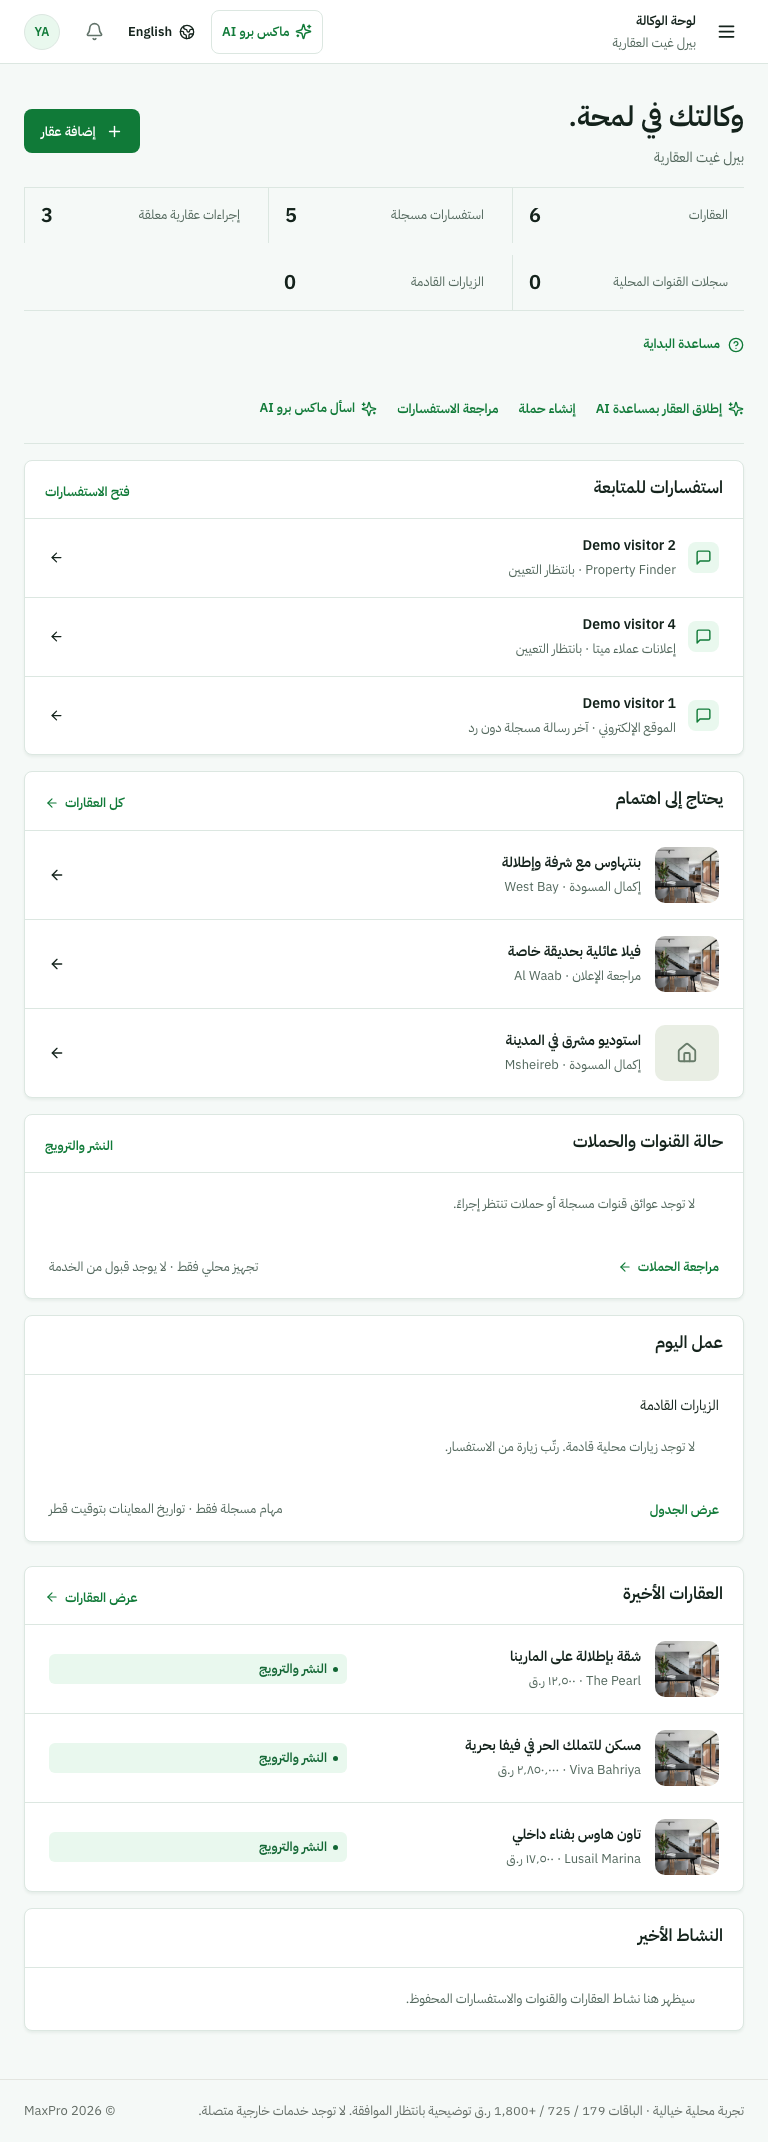 لوحة الوكالة
بيرل غيت العقارية
ماكس برو AI
English
YA
وكالتك في لمحة.
بيرل غيت العقارية
إضافة عقار
العقارات 6
استفسارات مسجلة 5
إجراءات عقارية معلقة 3
سجلات القنوات المحلية 0
الزيارات القادمة 0
مساعدة البداية
إطلاق العقار بمساعدة AI
إنشاء حملة
مراجعة الاستفسارات
اسأل ماكس برو AI
استفسارات للمتابعة
فتح الاستفسارات
Demo visitor 2
Property Finder · بانتظار التعيين
Demo visitor 4
إعلانات عملاء ميتا · بانتظار التعيين
Demo visitor 1
الموقع الإلكتروني · آخر رسالة مسجلة دون رد
يحتاج إلى اهتمام
كل العقارات
بنتهاوس مع شرفة وإطلالة
إكمال المسودة · West Bay
فيلا عائلية بحديقة خاصة
مراجعة الإعلان · Al Waab
استوديو مشرق في المدينة
إكمال المسودة · Msheireb
حالة القنوات والحملات
النشر والترويج
لا توجد عوائق قنوات مسجلة أو حملات تنتظر إجراءً.
مراجعة الحملات
تجهيز محلي فقط · لا يوجد قبول من الخدمة
عمل اليوم
الزيارات القادمة
لا توجد زيارات محلية قادمة. رتّب زيارة من الاستفسار.
عرض الجدول
مهام مسجلة فقط · تواريخ المعاينات بتوقيت قطر
العقارات الأخيرة
عرض العقارات
شقة بإطلالة على المارينا
The Pearl · ١٢٬٥٠٠ ر.ق
النشر والترويج
مسكن للتملك الحر في فيفا بحرية
Viva Bahriya · ٢٬٨٥٠٬٠٠٠ ر.ق
النشر والترويج
تاون هاوس بفناء داخلي
Lusail Marina · ١٧٬٥٠٠ ر.ق
النشر والترويج
النشاط الأخير
سيظهر هنا نشاط العقارات والقنوات والاستفسارات المحفوظ.
تجربة محلية خيالية · الباقات 179 / 725 / +1,800 ر.ق توضيحية بانتظار الموافقة. لا توجد خدمات خارجية متصلة.
© 2026 MaxPro